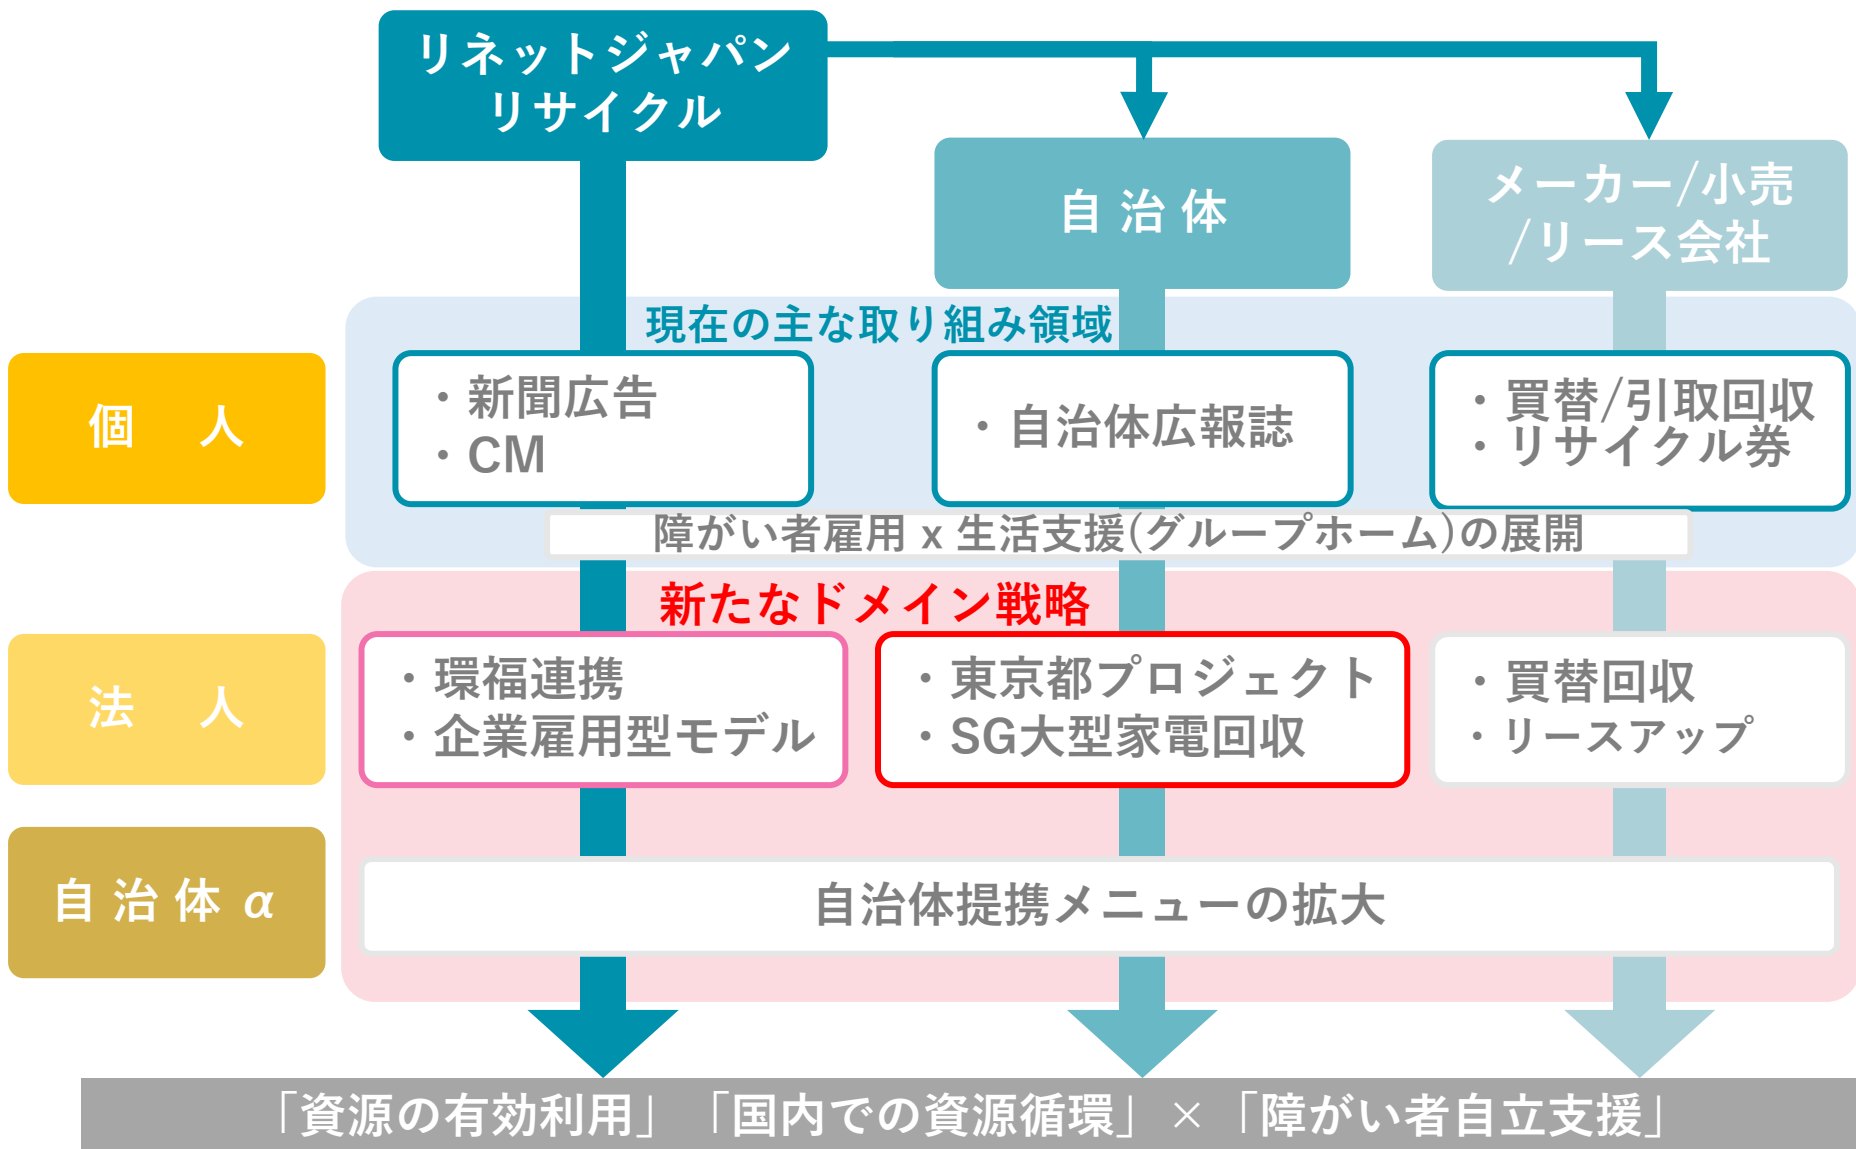 リネットジャパン
リサイクル
自治体
メーカー/小売
/リース会社
現在の主な取り組み領域
個　人
・新聞広告
・CM
・自治体広報誌
・買替/引取回収
・リサイクル券
障がい者雇用 x 生活支援(グループホーム)の展開
新たなドメイン戦略
法　人
・環福連携
・企業雇用型モデル
・東京都プロジェクト
・SG大型家電回収
・買替回収
・リースアップ
自治体α
自治体提携メニューの拡大
「資源の有効利用」「国内での資源循環」×「障がい者自立支援」